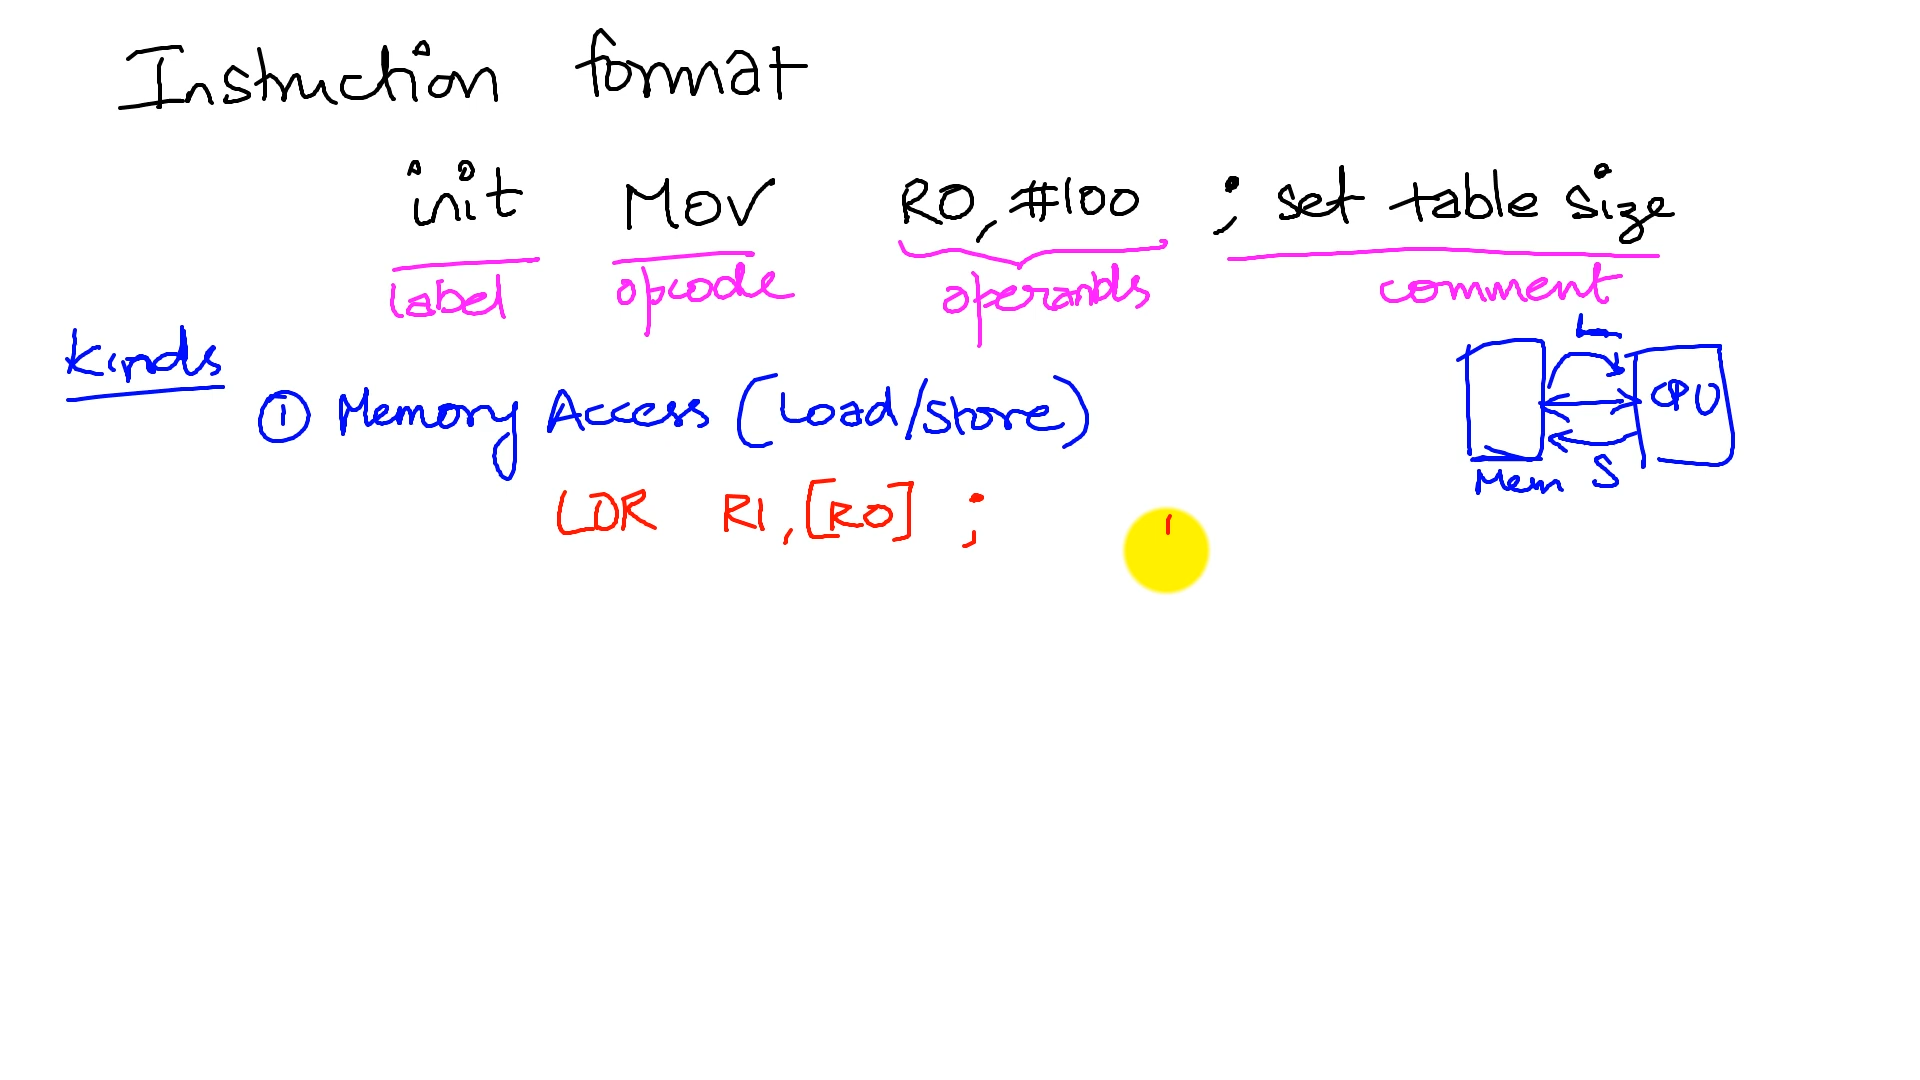 Instruction format
init MOV R0, #100 ; set table size
label opcode operands comment
Kinds
① Memory Access (Load/Store)
L
CPU
Mem S
LDR R1, [R0] ;